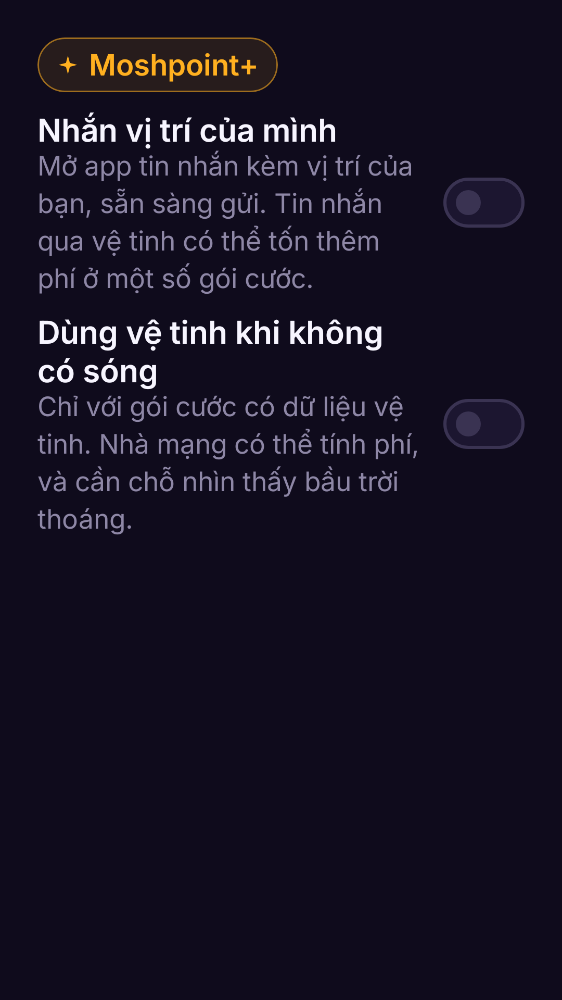 Moshpoint+
Nhắn vị trí của mình
Mở app tin nhắn kèm vị trí của
bạn, sẵn sàng gửi. Tin nhắn
qua vệ tinh có thể tốn thêm
phí ở một số gói cước.
Dùng vệ tinh khi không
có sóng
Chỉ với gói cước có dữ liệu vệ
tinh. Nhà mạng có thể tính phí,
và cần chỗ nhìn thấy bầu trời
thoáng.